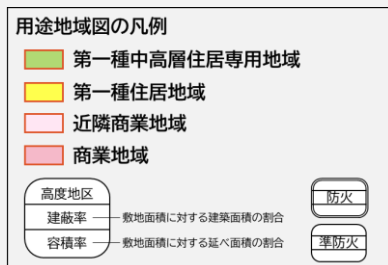 用途地域図の凡例
第一種中高層住居専用地域
第一種住居地域
近隣商業地域
商業地域
高度地区
建蔽率 敷地面積に対する建築面積の割合
容積率 敷地面積に対する延べ面積の割合
防火
準防火